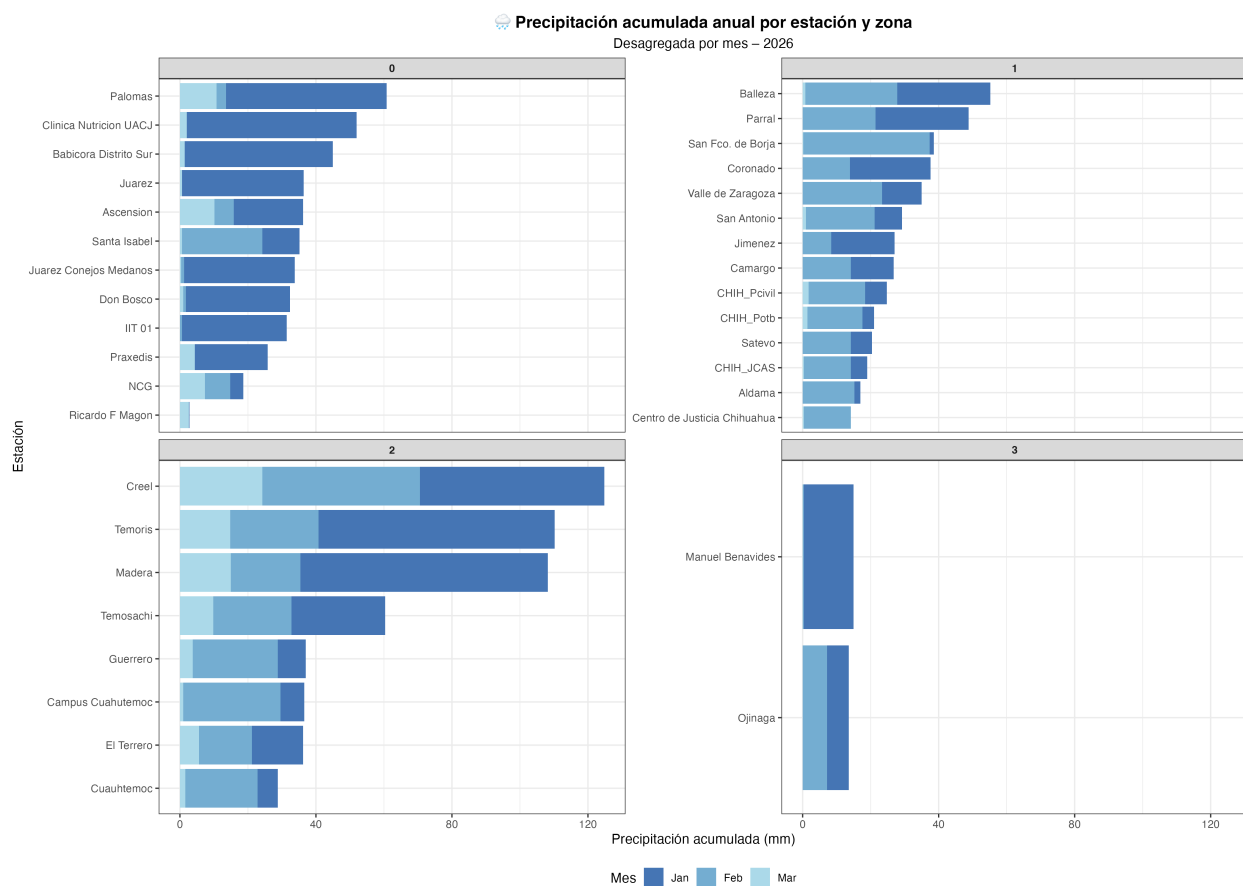 🌧️ Precipitación acumulada anual por estación y zona
Desagregada por mes – 2026
0
Palomas
Clinica Nutricion UACJ
Babicora Distrito Sur
Juarez
Ascension
Santa Isabel
Juarez Conejos Medanos
Don Bosco
IIT 01
Praxedis
NCG
Ricardo F Magon
1
Balleza
Parral
San Fco. de Borja
Coronado
Valle de Zaragoza
San Antonio
Jimenez
Camargo
CHIH_Pcivil
CHIH_Potb
Satevo
CHIH_JCAS
Aldama
Centro de Justicia Chihuahua
Estación
2
Creel
Temoris
Madera
Temosachi
Guerrero
Campus Cuahutemoc
El Terrero
Cuauhtemoc
0 40 80 120
3
Manuel Benavides
Ojinaga
0 40 80 120
Precipitación acumulada (mm)
Mes Jan Feb Mar